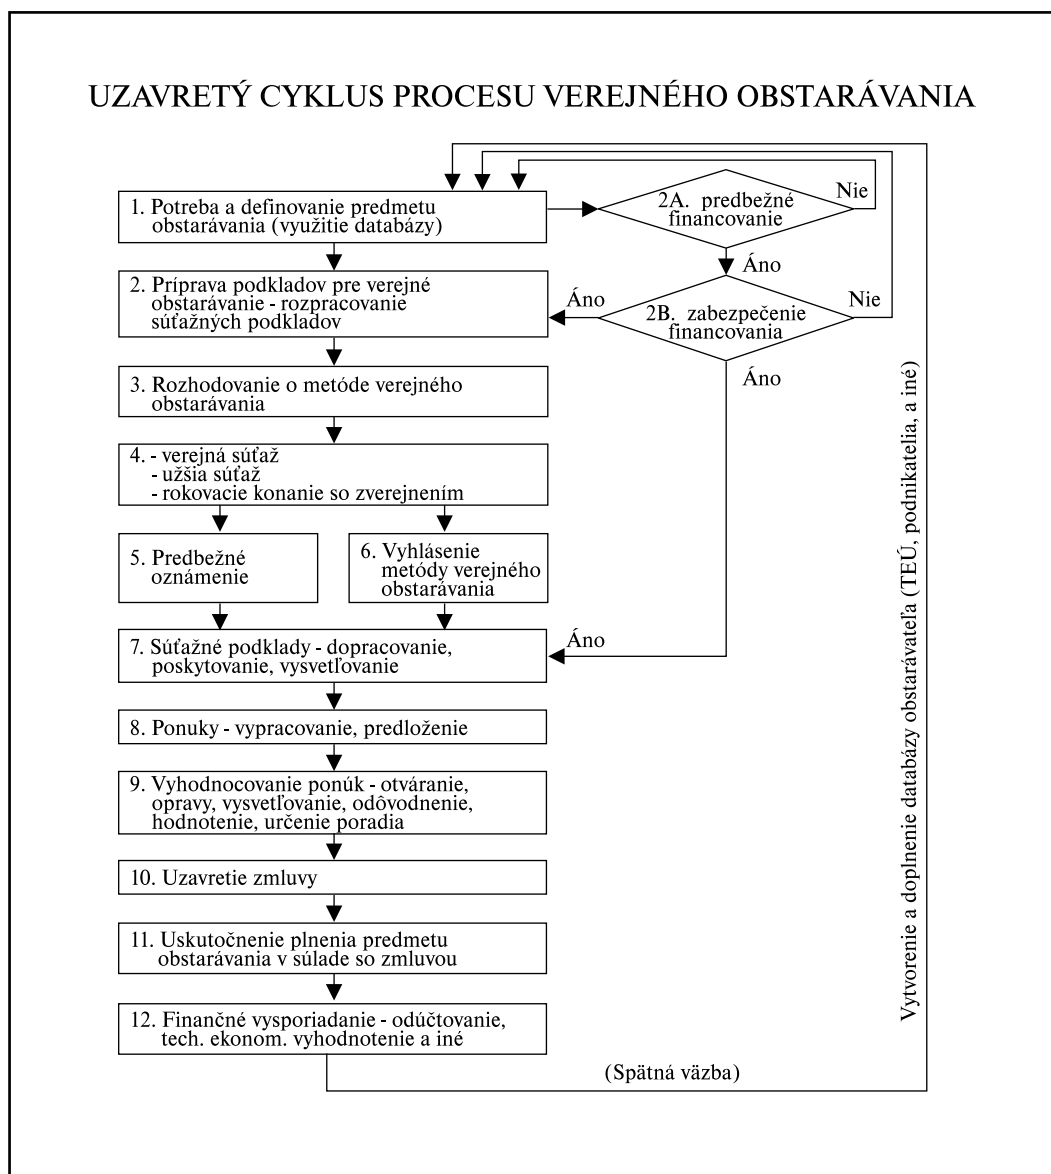 UZAVRETÝ CYKLUS PROCESU VEREJNÉHO OBSTARÁVANIA
1. Potreba a definovanie predmetu
obstarávania (využitie databázy)
2A. predbežné
financovanie
Nie
Áno
2. Príprava podkladov pre verejné
obstarávanie - rozpracovanie
súťažných podkladov
Áno
2B. zabezpečenie
financovania
Nie
Áno
3. Rozhodovanie o metóde verejného
obstarávania
4. - verejná súťaž
- užšia súťaž
- rokovacie konanie so zverejnením
5. Predbežné
oznámenie
6. Vyhlásenie
metódy verejného
obstarávania
7. Súťažné podklady - dopracovanie,
poskytovanie, vysvetľovanie
Áno
8. Ponuky - vypracovanie, predloženie
9. Vyhodnocovanie ponúk - otváranie,
opravy, vysvetľovanie, odôvodnenie,
hodnotenie, určenie poradia
10. Uzavretie zmluvy
11. Uskutočnenie plnenia predmetu
obstarávania v súlade so zmluvou
12. Finančné vysporiadanie - odúčtovanie,
tech. ekonom. vyhodnotenie a iné
(Spätná väzba)
Vytvorenie a doplnenie databázy obstarávateľa (TEÚ, podnikatelia, a iné)